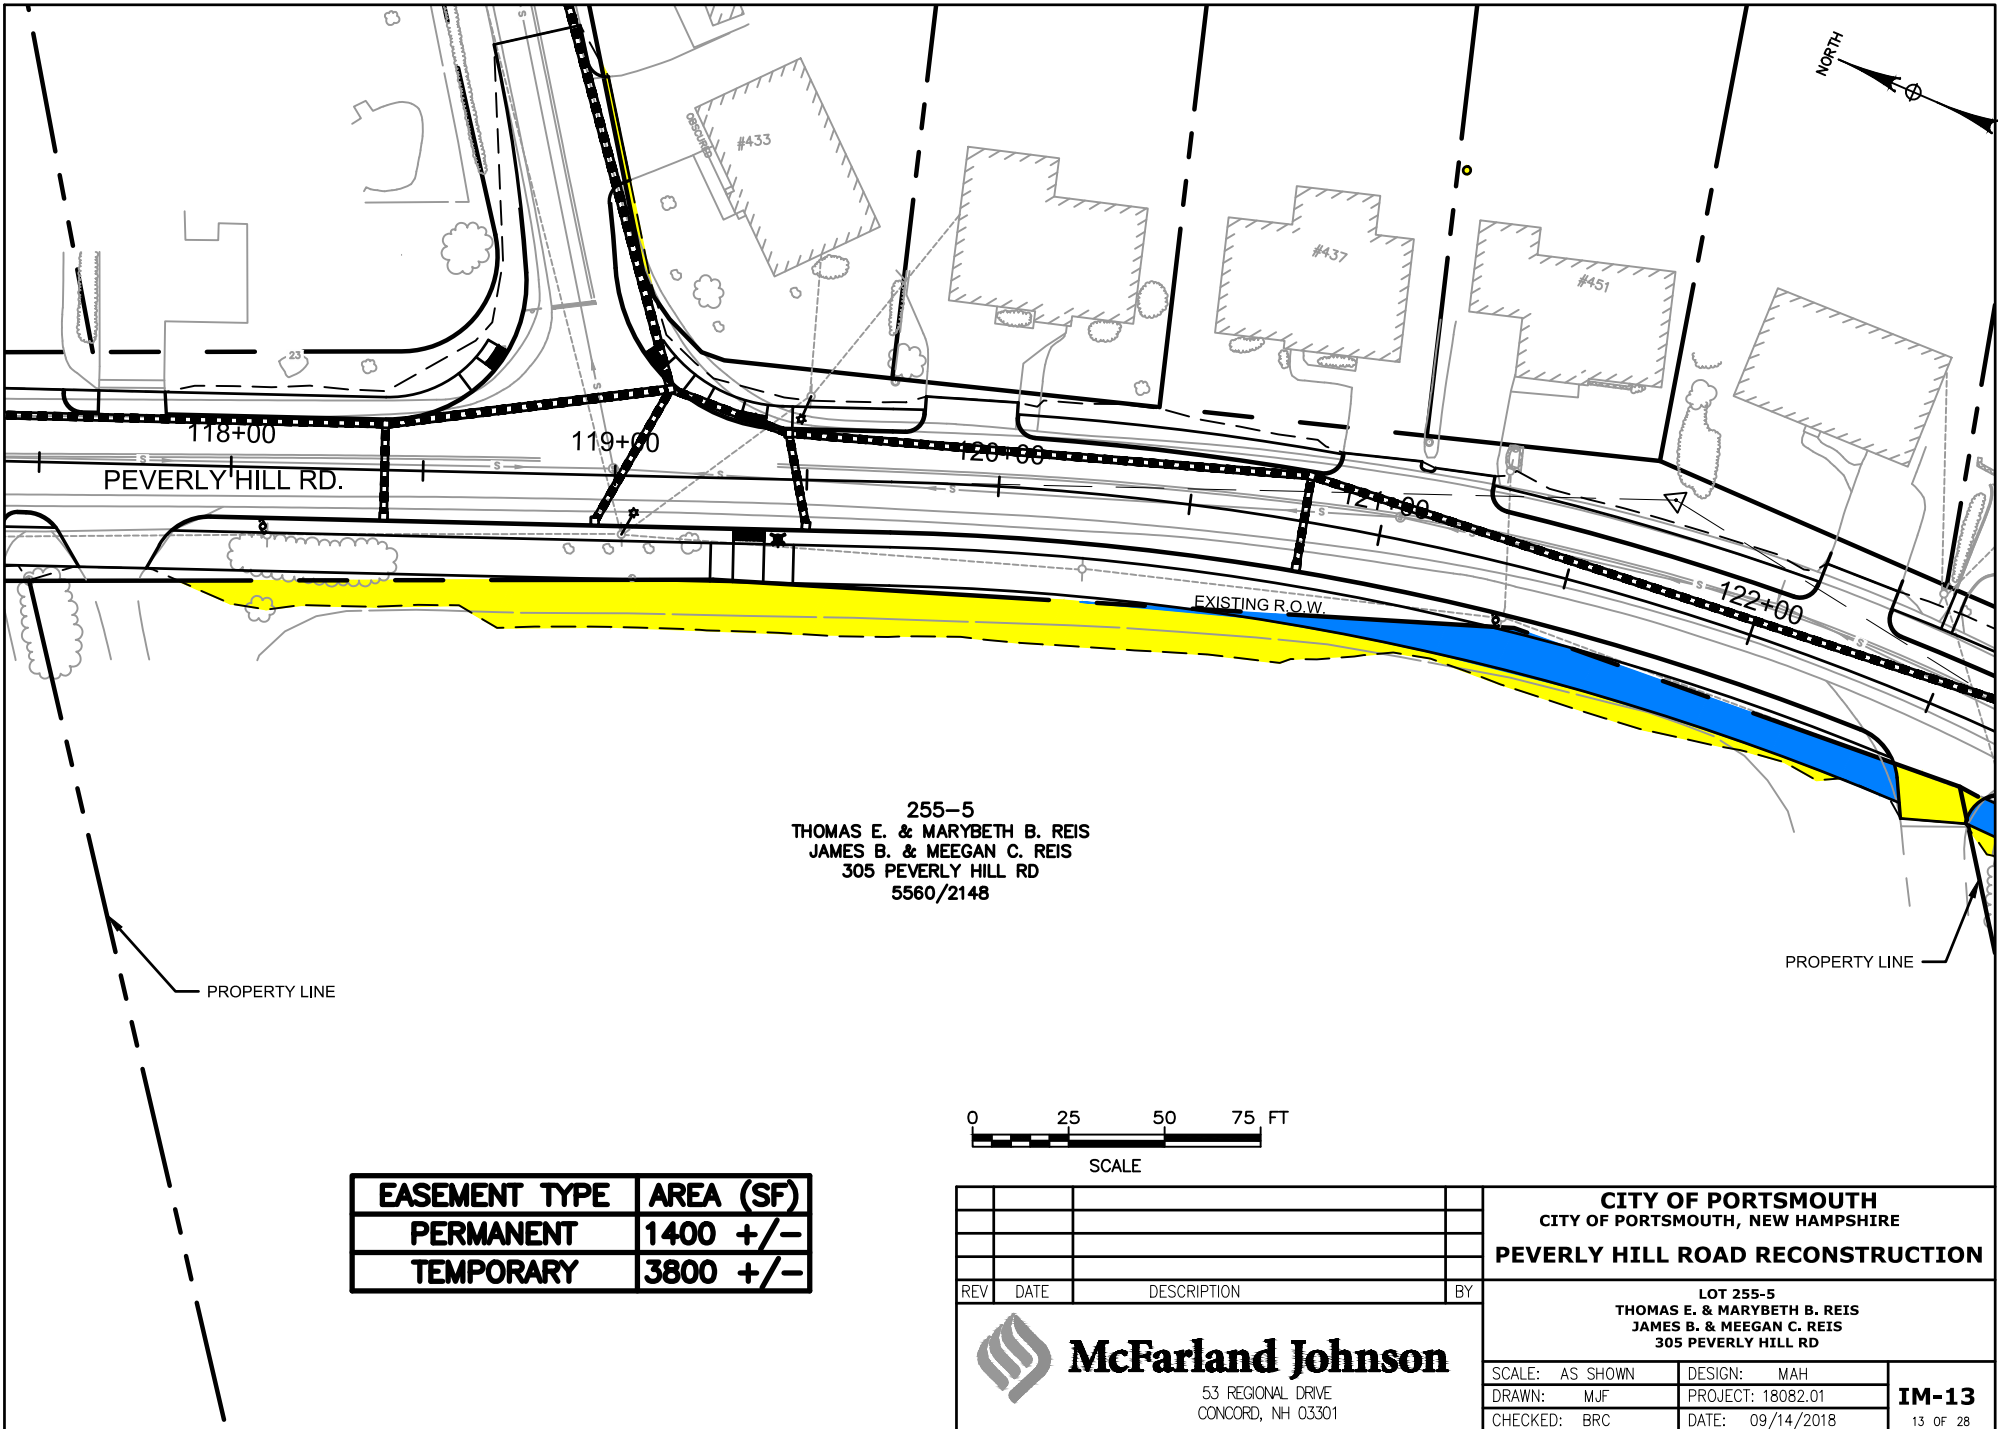 NORTH
OBSCURED
#433
#437
#451
23
118+00
119+00
120+00
121+00
122+00
PEVERLY HILL RD.
S
S
S
S
S
S
S
S
S
EXISTING R.O.W.
255-5
THOMAS E. & MARYBETH B. REIS
JAMES B. & MEEGAN C. REIS
305 PEVERLY HILL RD
5560/2148
PROPERTY LINE
PROPERTY LINE
0 25 50 75 FT
SCALE
EASEMENT TYPE AREA (SF)
PERMANENT 1400 +/-
TEMPORARY 3800 +/-
REV DATE DESCRIPTION BY
McFarland Johnson
53 REGIONAL DRIVE
CONCORD, NH 03301
CITY OF PORTSMOUTH
CITY OF PORTSMOUTH, NEW HAMPSHIRE
PEVERLY HILL ROAD RECONSTRUCTION
LOT 255-5
THOMAS E. & MARYBETH B. REIS
JAMES B. & MEEGAN C. REIS
305 PEVERLY HILL RD
SCALE: AS SHOWN DESIGN: MAH
DRAWN: MJF PROJECT: 18082.01
CHECKED: BRC DATE: 09/14/2018
IM-13
13 OF 28